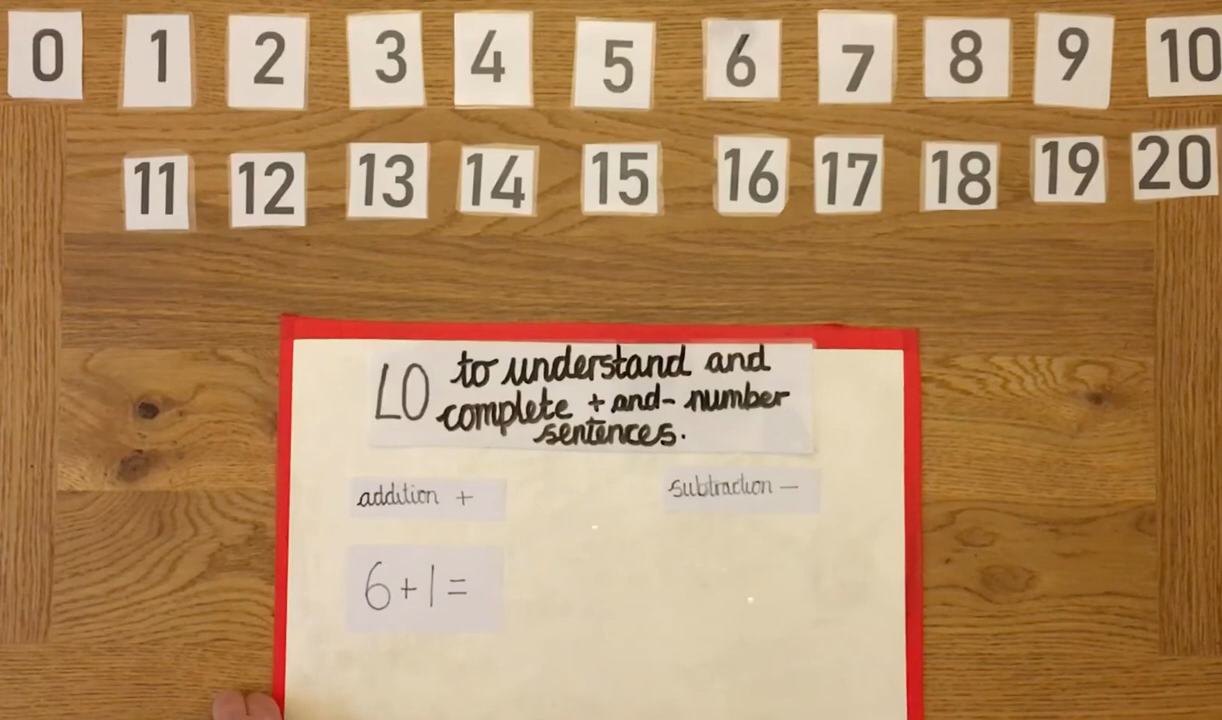 0 1 2 3 4 5 6 7 8 9 10
11 12 13 14 15 16 17 18 19 20
LO to understand and
complete + and - number
sentences.
addition +
subtraction -
6+1=